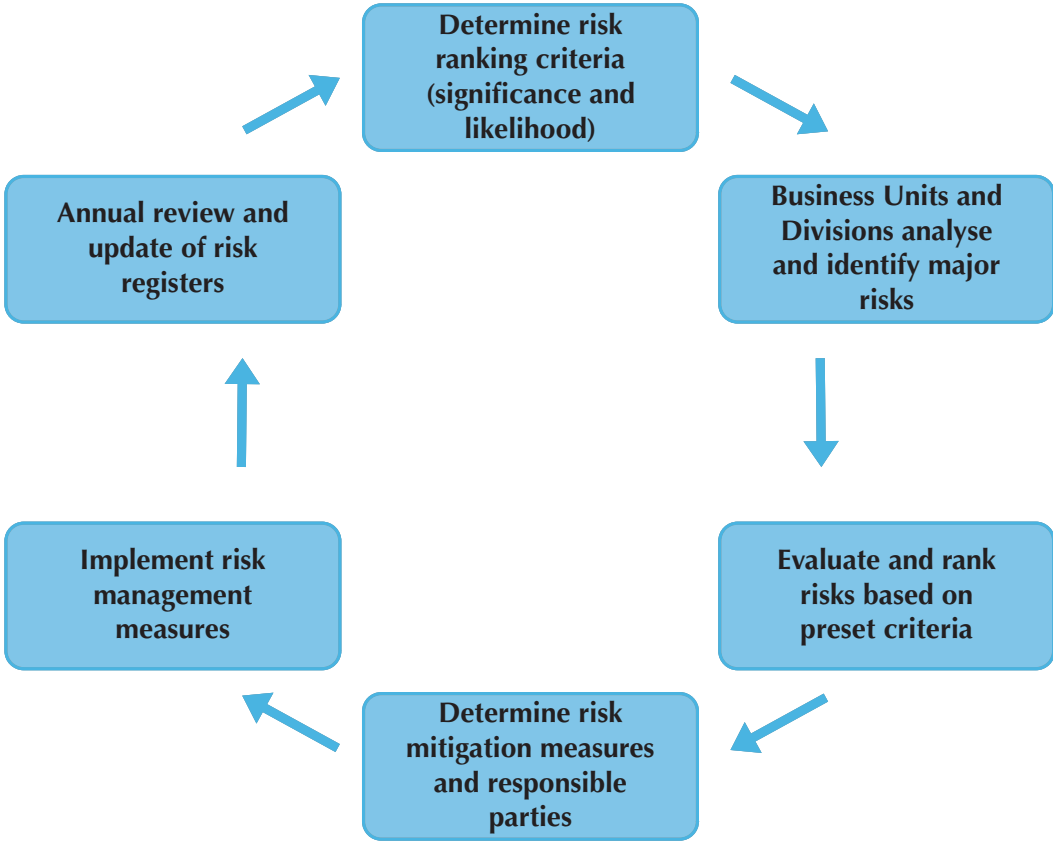 Determine risk
ranking criteria
(significance and
likelihood)
Business Units and
Divisions analyse
and identify major
risks
Evaluate and rank
risks based on
preset criteria
Determine risk
mitigation measures
and responsible
parties
Implement risk
management
measures
Annual review and
update of risk
registers